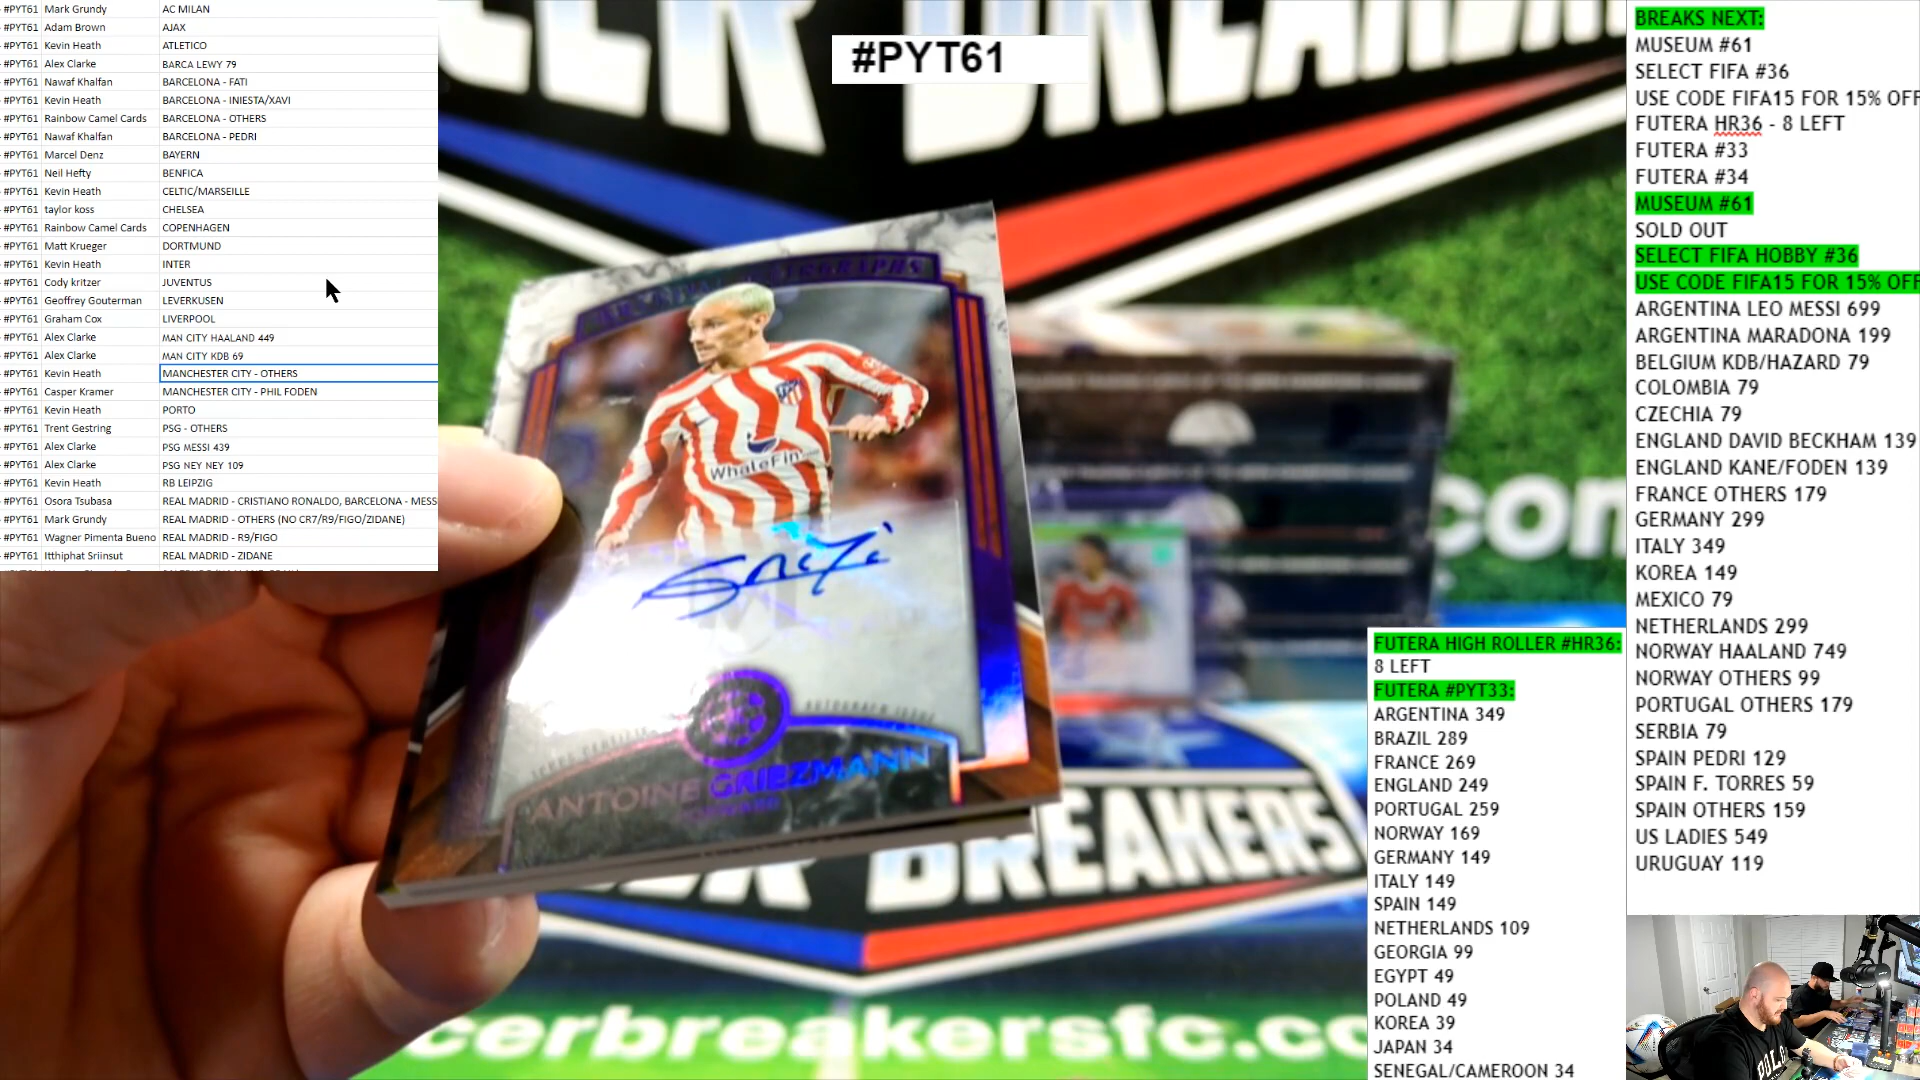 #PYT61 Mark Grundy AC MILAN
#PYT61 Adam Brown AJAX
#PYT61 Kevin Heath ATLETICO
#PYT61 Alex Clarke BARCA LEWY 79
#PYT61 Nawaf Khalfan BARCELONA - FATI
#PYT61 Kevin Heath BARCELONA - INIESTA/XAVI
#PYT61 Rainbow Camel Cards BARCELONA - OTHERS
#PYT61 Nawaf Khalfan BARCELONA - PEDRI
#PYT61 Marcel Denz BAYERN
#PYT61 Neil Hefty BENFICA
#PYT61 Kevin Heath CELTIC/MARSEILLE
#PYT61 taylor koss CHELSEA
#PYT61 Rainbow Camel Cards COPENHAGEN
#PYT61 Matt Krueger DORTMUND
#PYT61 Kevin Heath INTER
#PYT61 Cody kritzer JUVENTUS
#PYT61 Geoffrey Gouterman LEVERKUSEN
#PYT61 Graham Cox LIVERPOOL
#PYT61 Alex Clarke MAN CITY HAALAND 449
#PYT61 Alex Clarke MAN CITY KDB 69
#PYT61 Kevin Heath MANCHESTER CITY - OTHERS
#PYT61 Casper Kramer MANCHESTER CITY - PHIL FODEN
#PYT61 Kevin Heath PORTO
#PYT61 Trent Gestring PSG - OTHERS
#PYT61 Alex Clarke PSG MESSI 439
#PYT61 Alex Clarke PSG NEY NEY 109
#PYT61 Kevin Heath RB LEIPZIG
#PYT61 Osora Tsubasa REAL MADRID - CRISTIANO RONALDO, BARCELONA - MESS
#PYT61 Mark Grundy REAL MADRID - OTHERS (NO CR7/R9/FIGO/ZIDANE)
#PYT61 Wagner Pimenta Bueno REAL MADRID - R9/FIGO
#PYT61 Itthiphat Sriinsut REAL MADRID - ZIDANE
#PYT61
WhaleFin
ANTOINE GRIEZMANN
BREAKERS
cerbreakersfc.co
com
BREAKS NEXT:
MUSEUM #61
SELECT FIFA #36
USE CODE FIFA15 FOR 15% OFF
FUTERA HR36 - 8 LEFT
FUTERA #33
FUTERA #34
MUSEUM #61
SOLD OUT
SELECT FIFA HOBBY #36
USE CODE FIFA15 FOR 15% OFF
ARGENTINA LEO MESSI 699
ARGENTINA MARADONA 199
BELGIUM KDB/HAZARD 79
COLOMBIA 79
CZECHIA 79
ENGLAND DAVID BECKHAM 139
ENGLAND KANE/FODEN 139
FRANCE OTHERS 179
GERMANY 299
ITALY 349
KOREA 149
MEXICO 79
NETHERLANDS 299
NORWAY HAALAND 749
NORWAY OTHERS 99
PORTUGAL OTHERS 179
SERBIA 79
SPAIN PEDRI 129
SPAIN F. TORRES 59
SPAIN OTHERS 159
US LADIES 549
URUGUAY 119
FUTERA HIGH ROLLER #HR36:
8 LEFT
FUTERA #PYT33:
ARGENTINA 349
BRAZIL 289
FRANCE 269
ENGLAND 249
PORTUGAL 259
NORWAY 169
GERMANY 149
ITALY 149
SPAIN 149
NETHERLANDS 109
GEORGIA 99
EGYPT 49
POLAND 49
KOREA 39
JAPAN 34
SENEGAL/CAMEROON 34